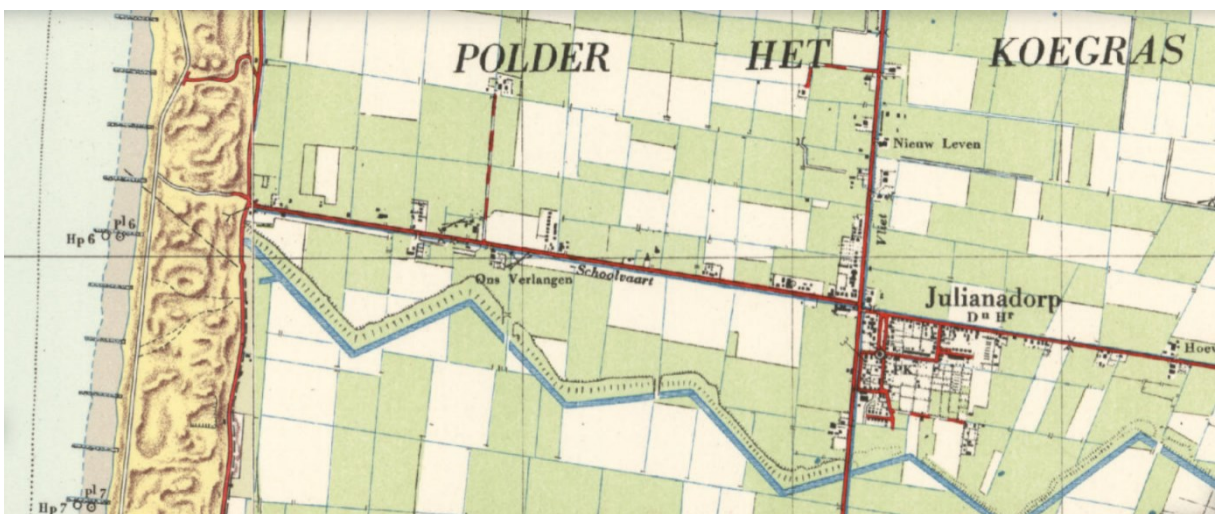 POLDER HET KOEGRAS
Nieuw Leven
Vliet
pl 6
Hp 6
Ons Verlangen
Schoolvaart
Julianadorp
Dⁿ Hʳ
PK
pl 7
Hp 7